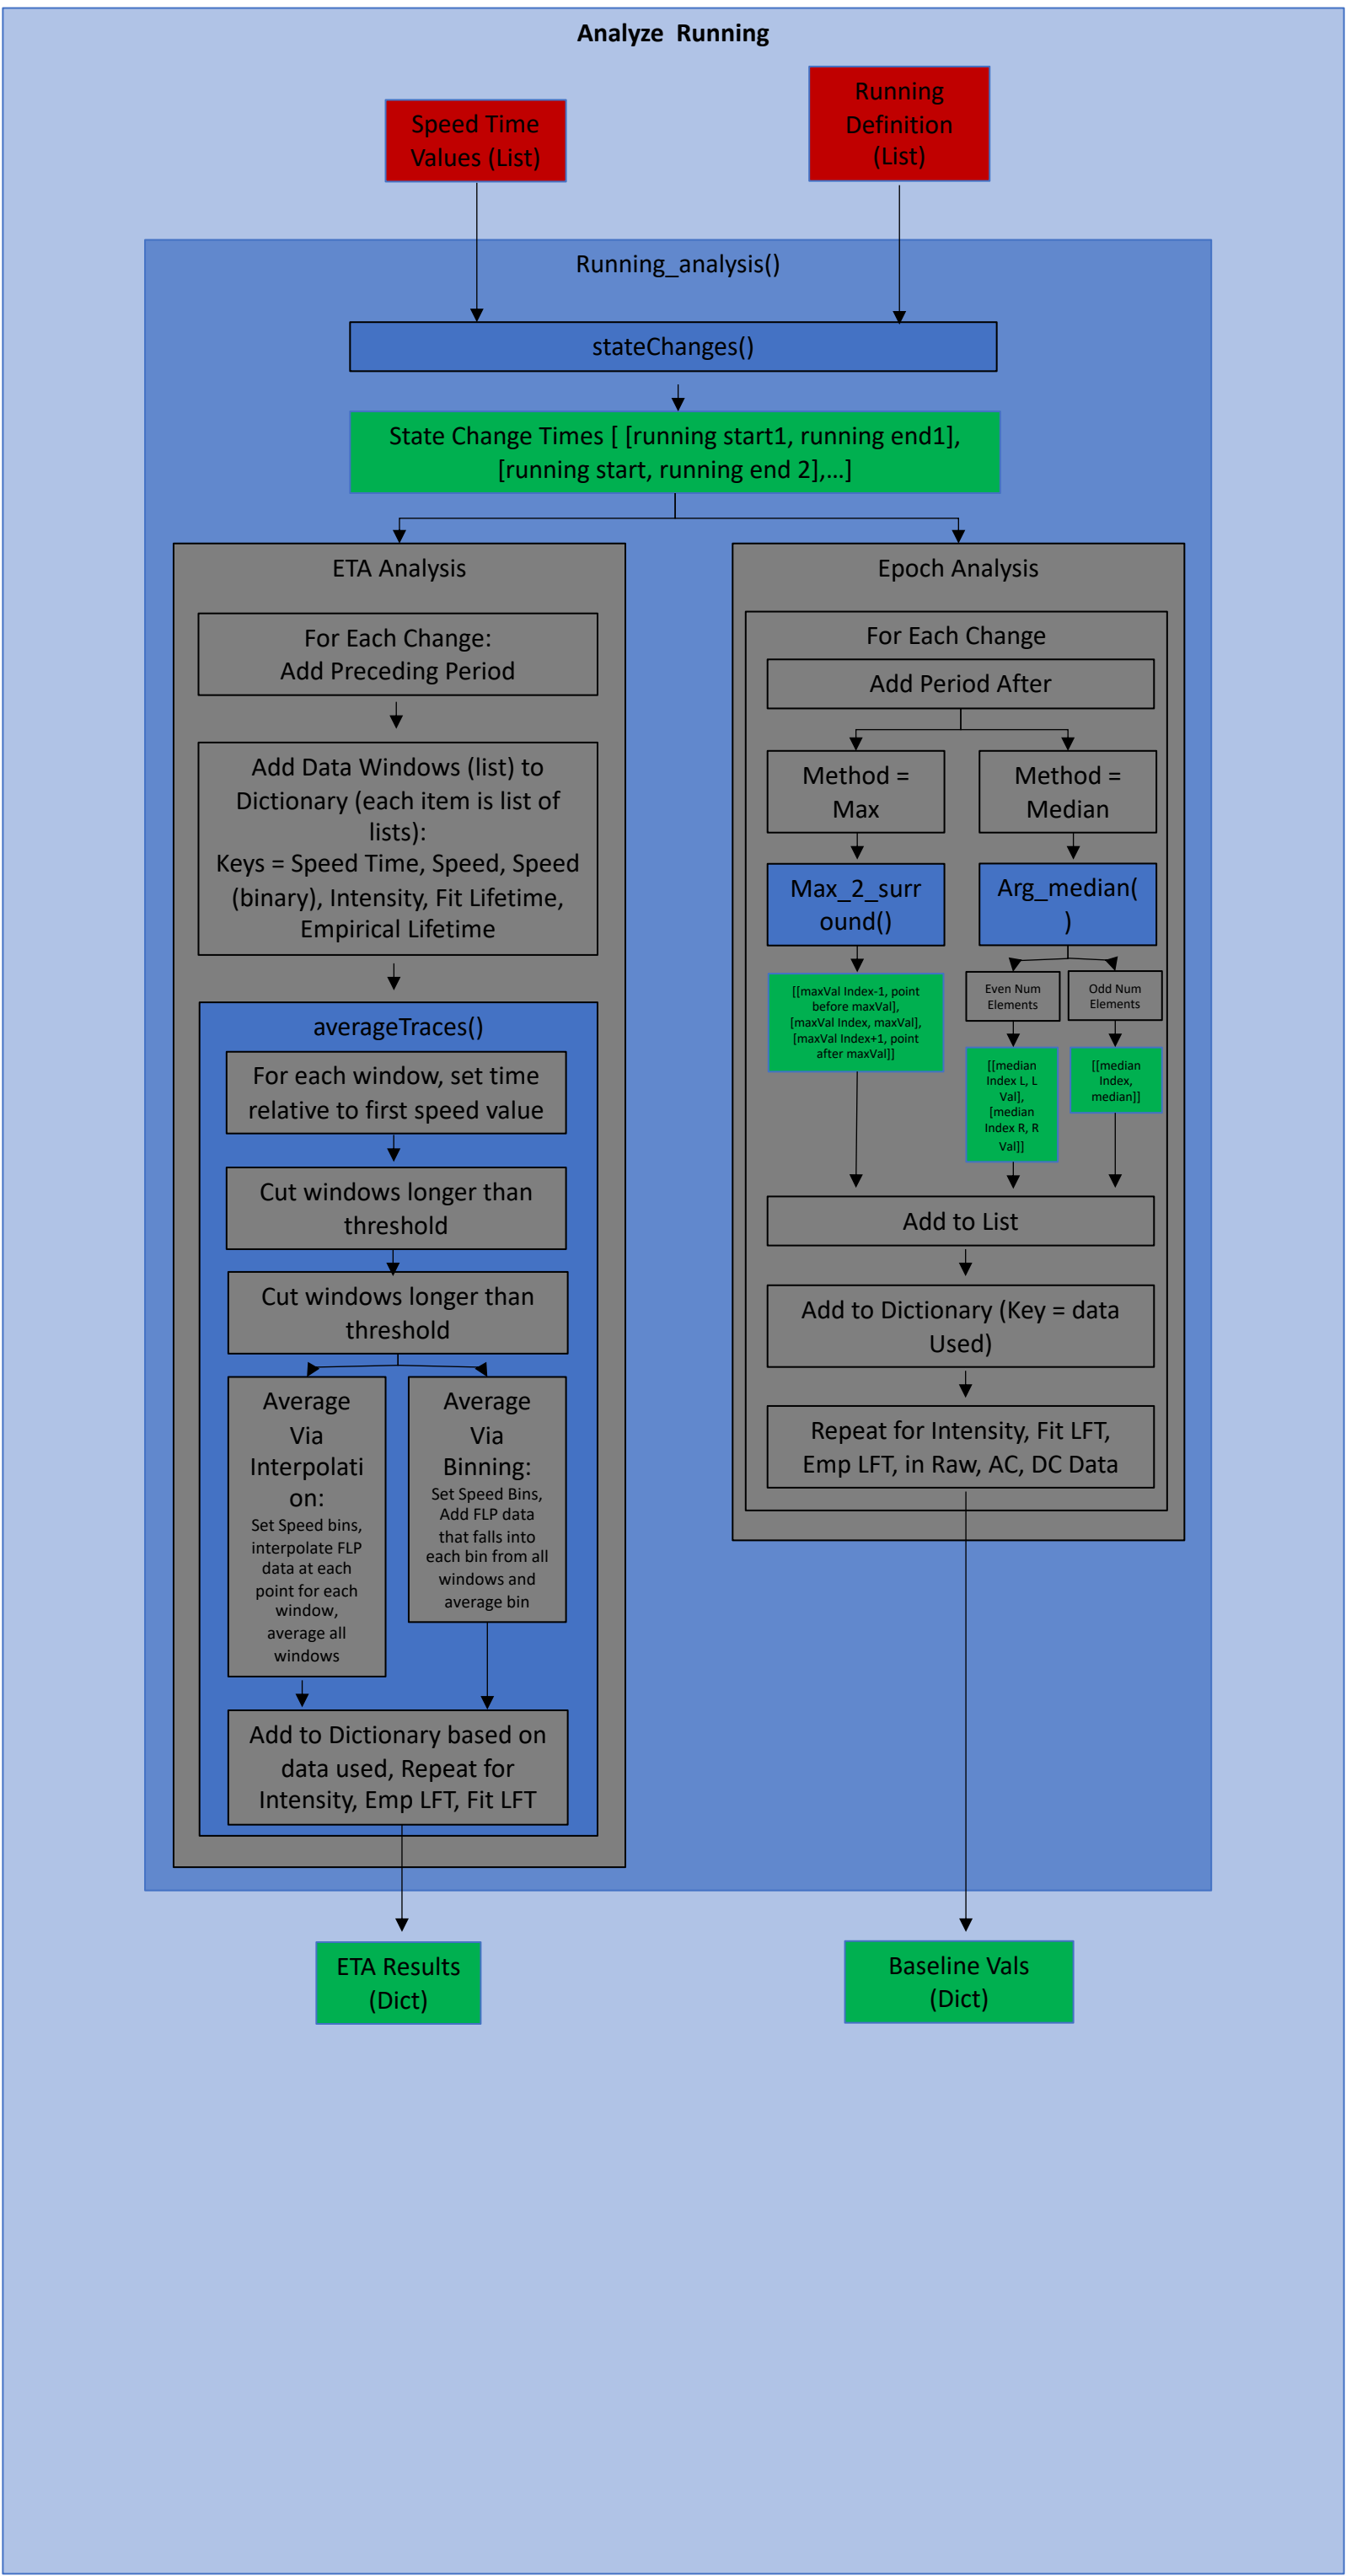 Analyze  Running
Speed Time
Values (List)
Running
Definition
(List)
Running_analysis()
stateChanges()
State Change Times [ [running start1, running end1],
[running start, running end 2],...]
ETA Analysis
For Each Change:
Add Preceding Period
Add Data Windows (list) to
Dictionary (each item is list of
lists):
Keys = Speed Time, Speed, Speed
(binary), Intensity, Fit Lifetime,
Empirical Lifetime
averageTraces()
For each window, set time
relative to first speed value
Cut windows longer than
threshold
Cut windows longer than
threshold
Average
Via
Interpolati
on:
Set Speed bins,
interpolate FLP
data at each
point for each
window,
average all
windows
Average
Via
Binning:
Set Speed Bins,
Add FLP data
that falls into
each bin from all
windows and
average bin
Add to Dictionary based on
data used, Repeat for
Intensity, Emp LFT, Fit LFT
Epoch Analysis
For Each Change
Add Period After
Method =
Max
Method =
Median
Max_2_surr
ound()
Arg_median(
)
[[maxVal Index-1, point
before maxVal],
[maxVal Index, maxVal],
[maxVal Index+1, point
after maxVal]]
Even Num
Elements
Odd Num
Elements
[[median
Index L, L
Val],
[median
Index R, R
Val]]
[[median
Index,
median]]
Add to List
Add to Dictionary (Key = data
Used)
Repeat for Intensity, Fit LFT,
Emp LFT, in Raw, AC, DC Data
ETA Results
(Dict)
Baseline Vals
(Dict)